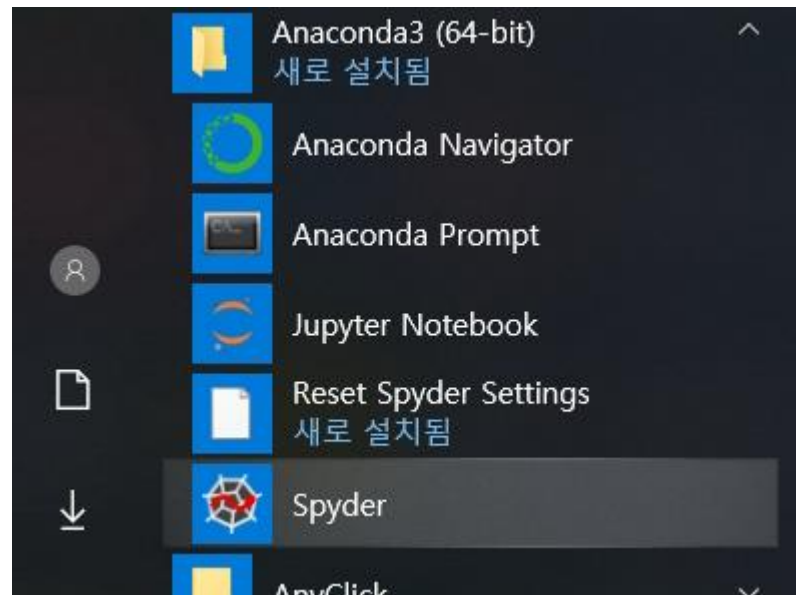 Anaconda3 (64-bit)
새로 설치됨
Anaconda Navigator
Anaconda Prompt
Jupyter Notebook
Reset Spyder Settings
새로 설치됨
Spyder
AnyClick